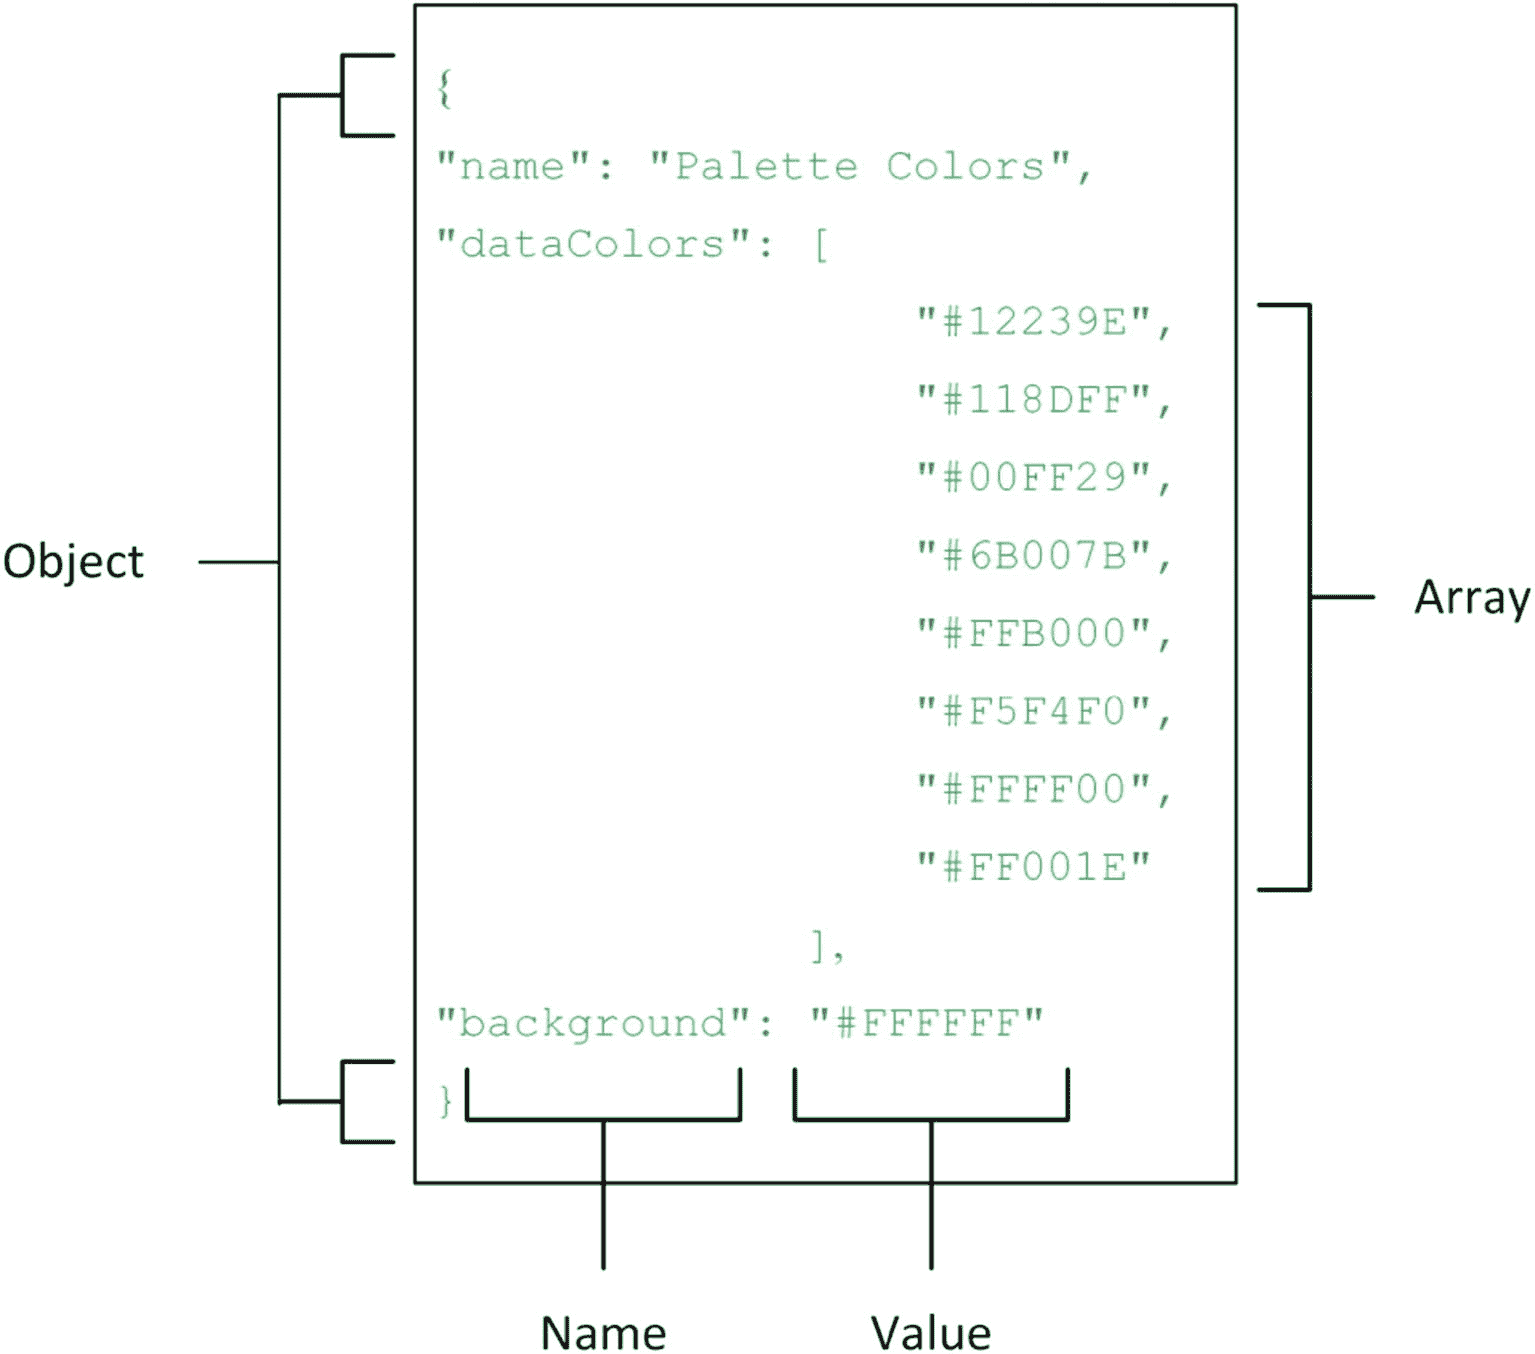 {
"name": "Palette Colors",
"dataColors": [
"#12239E",
"#118DFF",
"#00FF29",
"#6B007B",
"#FFB000",
"#F5F4F0",
"#FFFF00",
"#FF001E"
],
"background": "#FFFFFF"
}
Object
Array
Name
Value